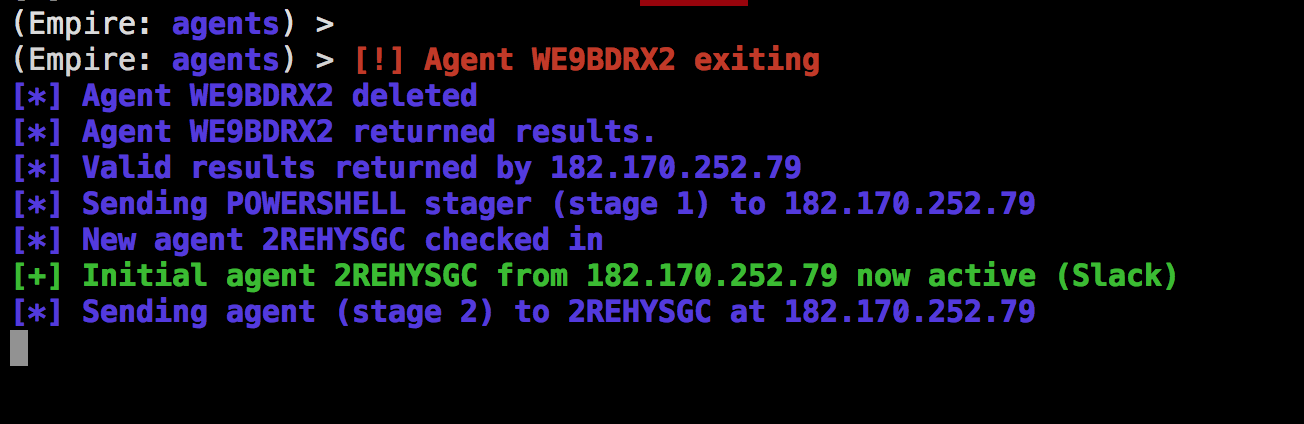 (Empire: agents) >
(Empire: agents) > [!] Agent WE9BDRX2 exiting
[*] Agent WE9BDRX2 deleted
[*] Agent WE9BDRX2 returned results.
[*] Valid results returned by 182.170.252.79
[*] Sending POWERSHELL stager (stage 1) to 182.170.252.79
[*] New agent 2REHYSGC checked in
[+] Initial agent 2REHYSGC from 182.170.252.79 now active (Slack)
[*] Sending agent (stage 2) to 2REHYSGC at 182.170.252.79